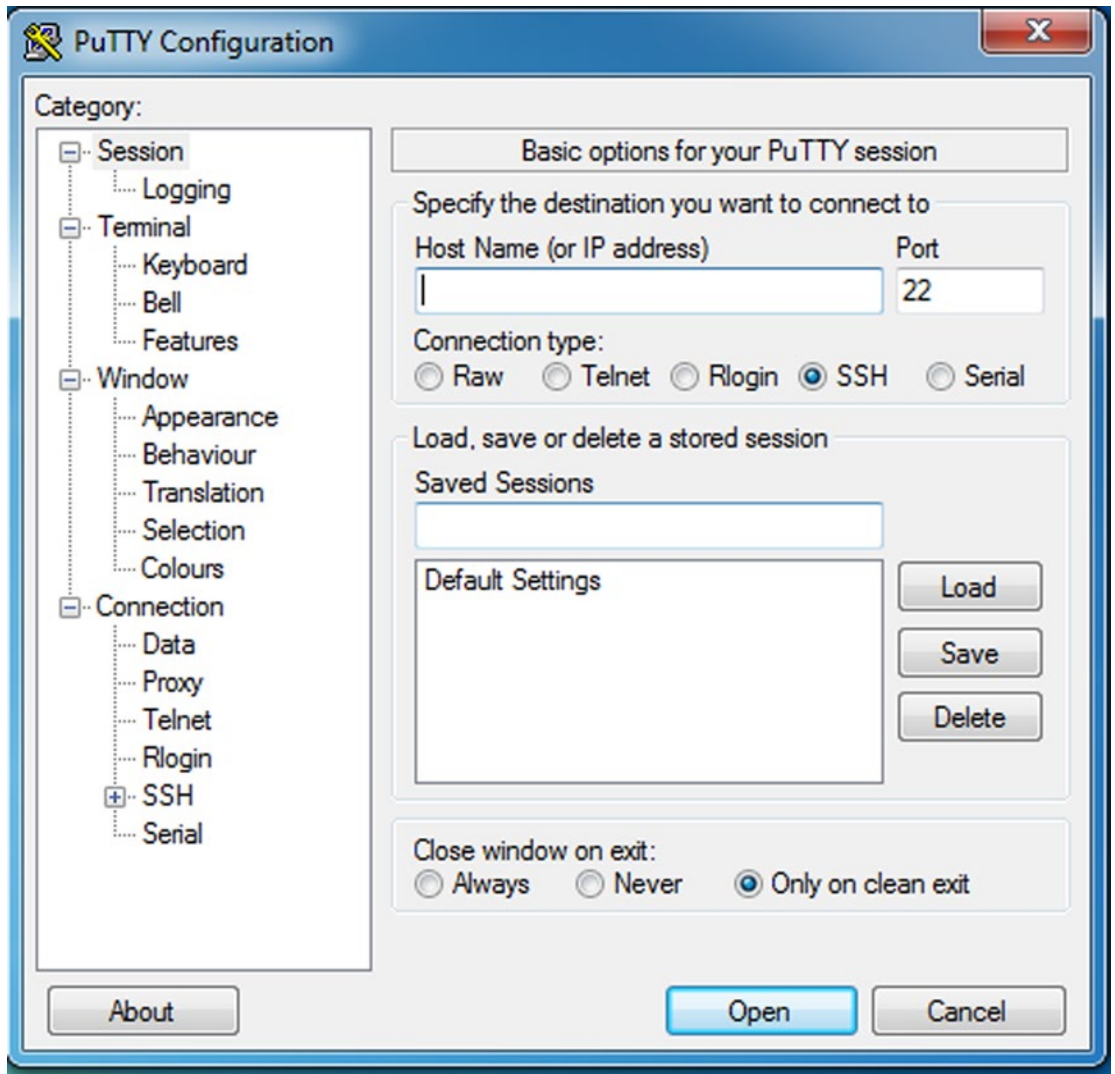 PuTTY Configuration
Category:
Session
Logging
Terminal
Keyboard
Bell
Features
Window
Appearance
Behaviour
Translation
Selection
Colours
Connection
Data
Proxy
Telnet
Rlogin
SSH
Serial
Basic options for your PuTTY session
Specify the destination you want to connect to
Host Name (or IP address) Port
22
Connection type:
Raw Telnet Rlogin SSH Serial
Load, save or delete a stored session
Saved Sessions
Default Settings
Load
Save
Delete
Close window on exit:
Always Never Only on clean exit
About Open Cancel